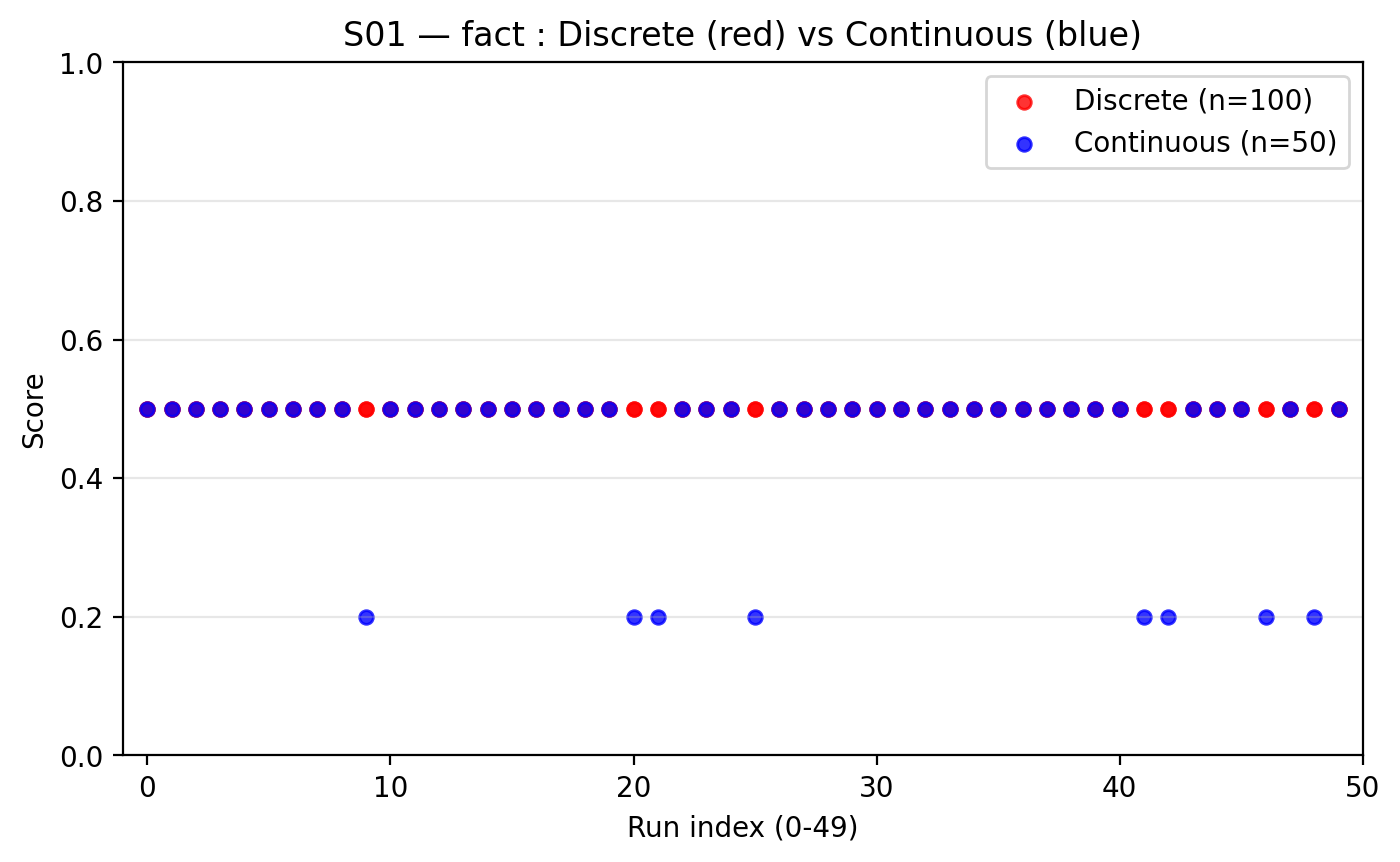 S01 — fact : Discrete (red) vs Continuous (blue)
Discrete (n=100)
Continuous (n=50)
1.0
0.8
0.6
0.4
0.2
0.0
Score
0 10 20 30 40 50
Run index (0-49)